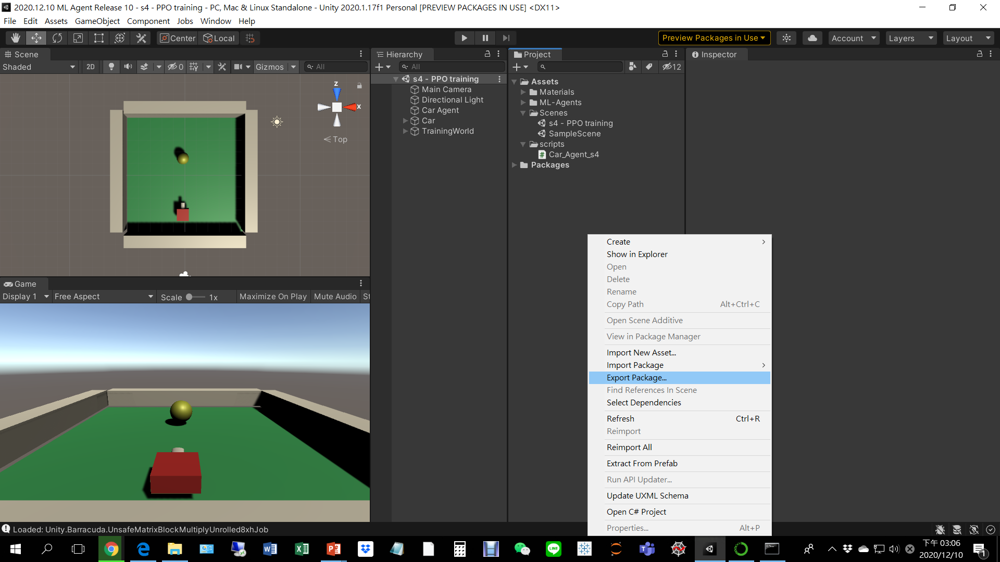 2020.12.10 ML Agent Release 10 - s4 - PPO training - PC, Mac & Linux Standalone - Unity 2020.1.17f1 Personal [PREVIEW PACKAGES IN USE] <DX11>
File Edit Assets GameObject Component Jobs Window Help
Center Local Preview Packages in Use Account Layers Layout
Scene
Shaded 2D 0 Gizmos All
z
x
Top
Game
Display 1 Free Aspect Scale 1x Maximize On Play Mute Audio St
Hierarchy
All
s4 - PPO training
Main Camera
Directional Light
Car Agent
Car
TrainingWorld
Project
12
Assets
Materials
ML-Agents
Scenes
s4 - PPO training
SampleScene
scripts
Car_Agent_s4
Packages
Inspector
Create
Show in Explorer
Open
Delete
Rename
Copy Path Alt+Ctrl+C
Open Scene Additive
View in Package Manager
Import New Asset...
Import Package
Export Package...
Find References In Scene
Select Dependencies
Refresh Ctrl+R
Reimport
Reimport All
Extract From Prefab
Run API Updater...
Update UXML Schema
Open C# Project
Properties... Alt+P
Loaded: Unity.Barracuda.UnsafeMatrixBlockMultiplyUnrolled8xhJob
下午 03:06
2020/12/10
1